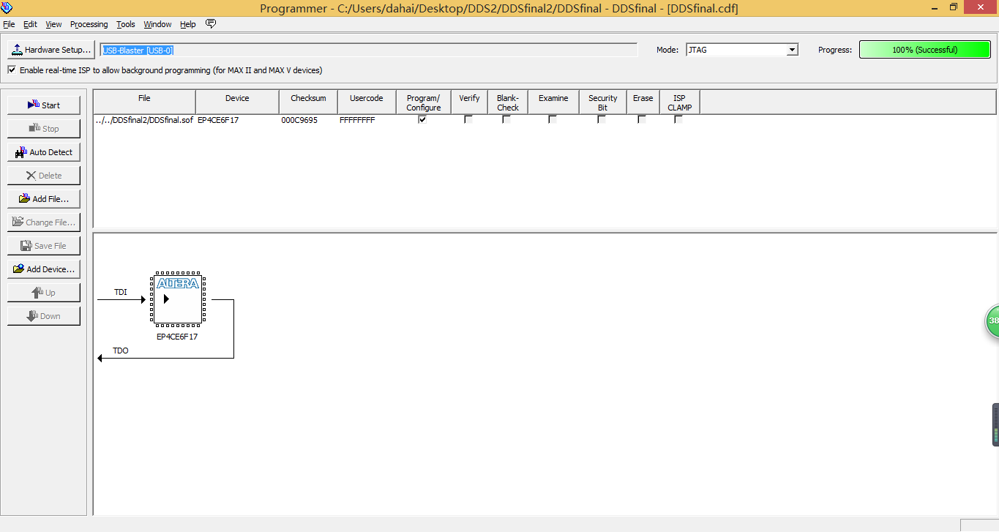 Programmer - C:/Users/dahai/Desktop/DDS2/DDSfinal2/DDSfinal - DDSfinal - [DDSfinal.cdf]
File Edit View Processing Tools Window Help
Hardware Setup... USB-Blaster [USB-0] Mode: JTAG Progress: 100% (Successful)
Enable real-time ISP to allow background programming (for MAX II and MAX V devices)
File Device Checksum Usercode Program/ Verify Blank- Examine Security Erase ISP
Configure Check Bit CLAMP
../../DDSfinal2/DDSfinal.sof EP4CE6F17 000C9695 FFFFFFFF
Start
Stop
Auto Detect
Delete
Add File...
Change File...
Save File
Add Device...
Up
Down
ALTERA
TDI
EP4CE6F17
TDO
38